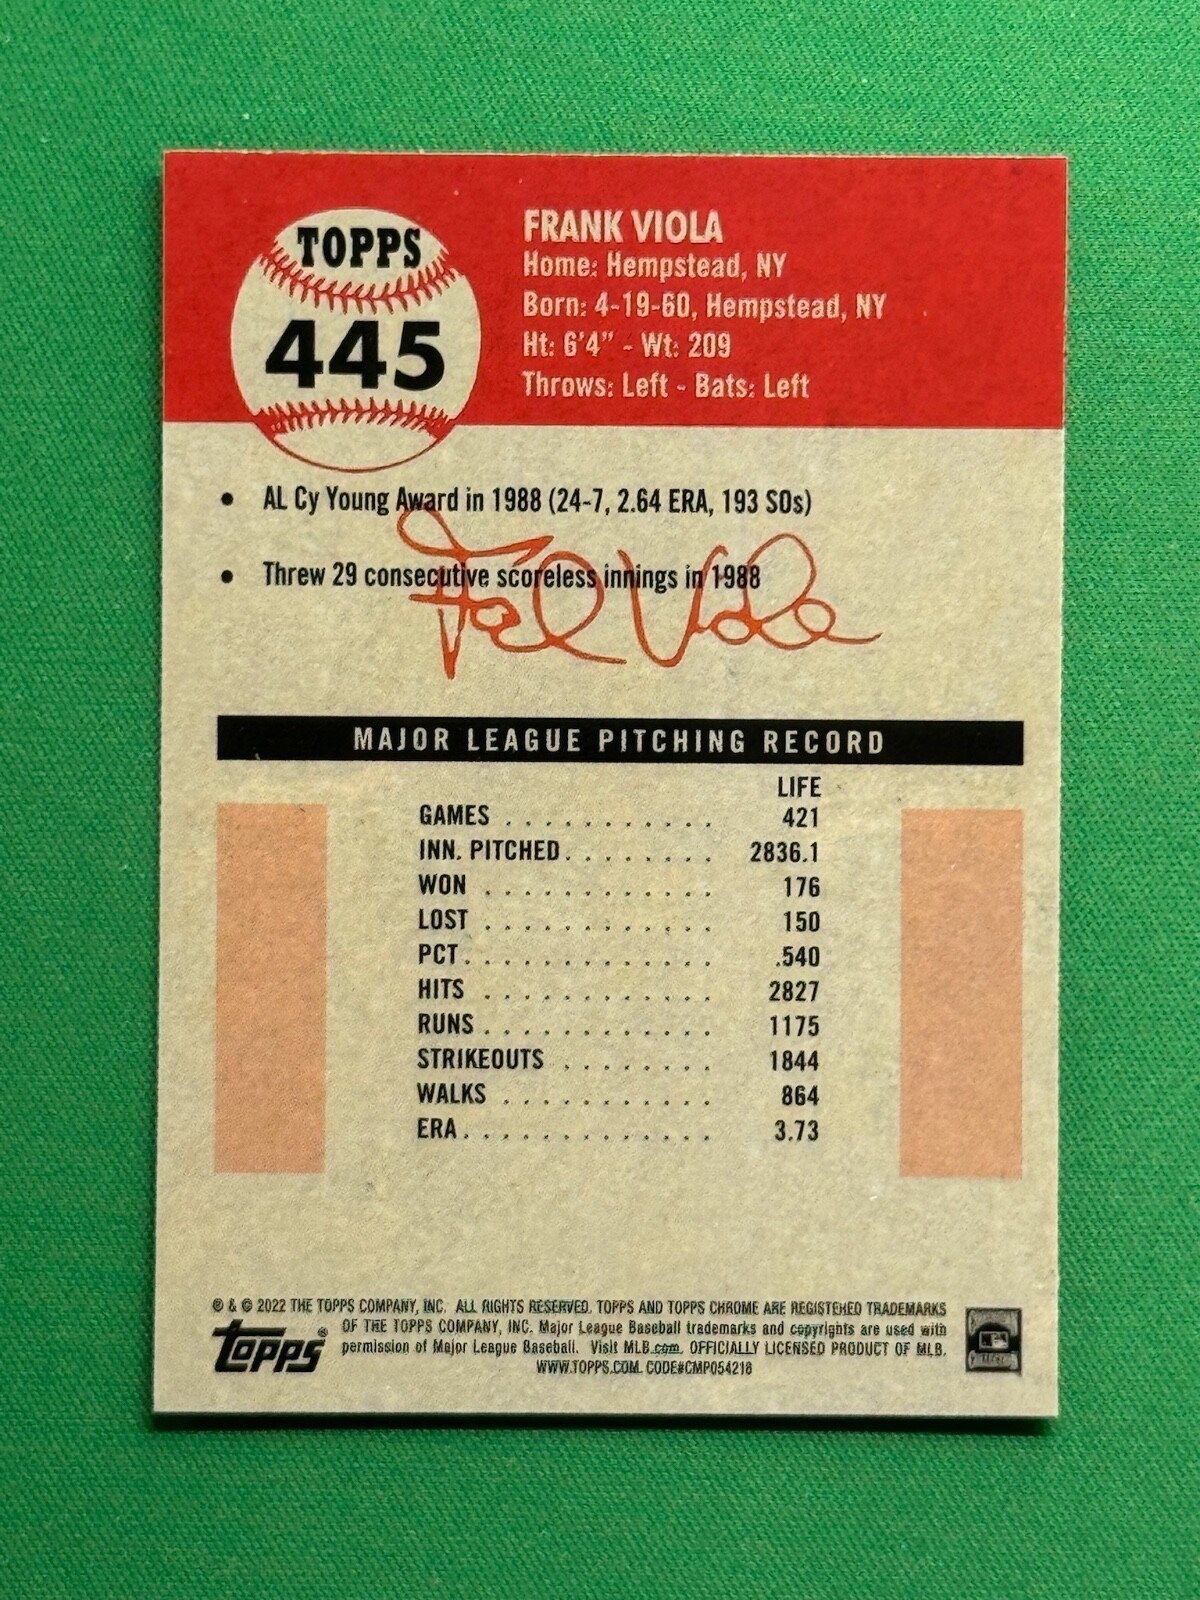 TOPPS
445
FRANK VIOLA
Home: Hempstead, NY
Born: 4-19-60, Hempstead, NY
Ht: 6'4" - Wt: 209
Throws: Left - Bats: Left
• AL Cy Young Award in 1988 (24-7, 2.64 ERA, 193 SOs)
• Threw 29 consecutive scoreless innings in 1988
MAJOR LEAGUE PITCHING RECORD
LIFE
GAMES . . . . . . . . . . . 421
INN. PITCHED. . . . . . . . 2836.1
WON . . . . . . . . . . . . 176
LOST . . . . . . . . . . . . 150
PCT. . . . . . . . . . . . . .540
HITS . . . . . . . . . . . . 2827
RUNS . . . . . . . . . . . . 1175
STRIKEOUTS . . . . . . . . 1844
WALKS . . . . . . . . . . . 864
ERA. . . . . . . . . . . . . 3.73
® & © 2022 THE TOPPS COMPANY, INC. ALL RIGHTS RESERVED. TOPPS AND TOPPS CHROME ARE REGISTERED TRADEMARKS
OF THE TOPPS COMPANY, INC. Major League Baseball trademarks and copyrights are used with
permission of Major League Baseball. Visit MLB.com. OFFICIALLY LICENSED PRODUCT OF MLB.
WWW.TOPPS.COM. CODE#CMP054218
topps®